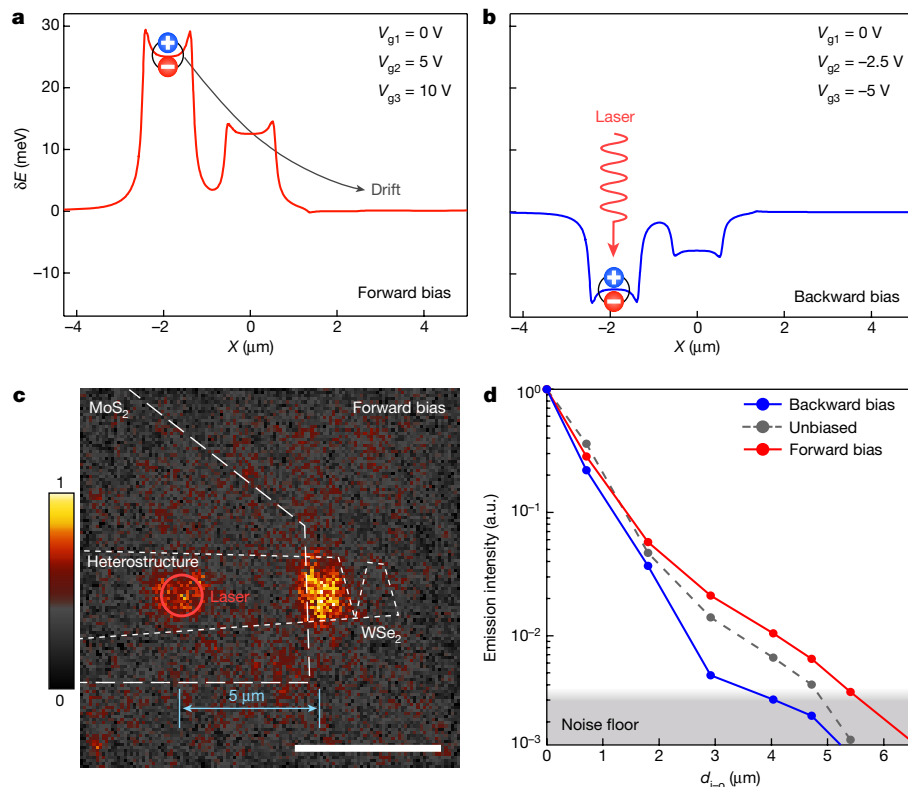 a
30
20
10
0
−10
δE (meV)
V_g1 = 0 V
V_g2 = 5 V
V_g3 = 10 V
+
−
Drift
Forward bias
−4
−2
0
2
4
X (μm)
b
V_g1 = 0 V
V_g2 = −2.5 V
V_g3 = −5 V
Laser
+
−
Backward bias
−4
−2
0
2
4
X (μm)
c
1
0
MoS₂
Forward bias
Heterostructure
Laser
WSe₂
5 μm
d
10⁰
10⁻¹
10⁻²
10⁻³
Emission intensity (a.u.)
Backward bias
Unbiased
Forward bias
Noise floor
0
1
2
3
4
5
6
d_i–o (μm)